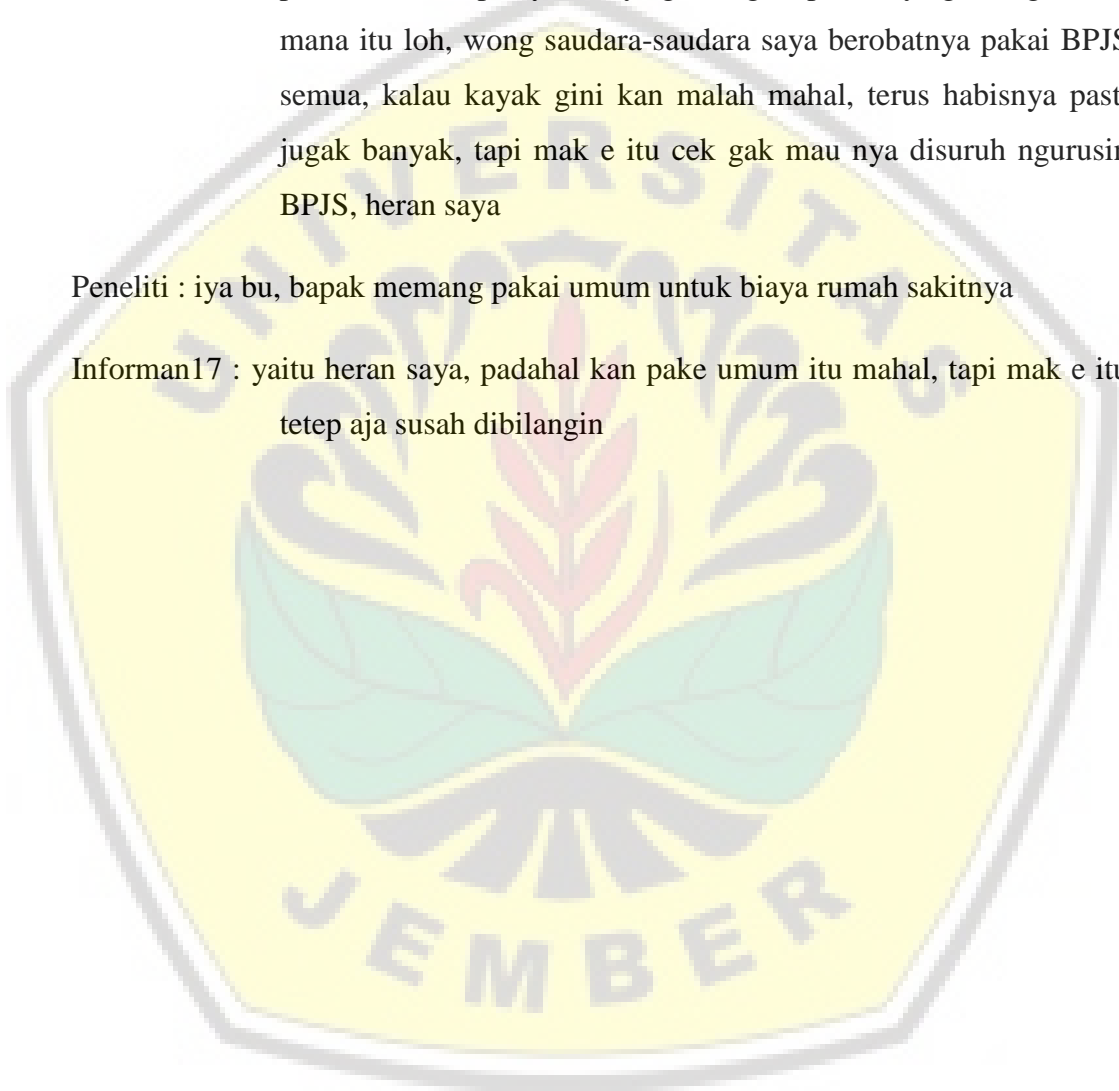 mana itu loh, wong saudara-saudara saya berobatnya pakai BPJS
semua, kalau kayak gini kan malah mahal, terus habisnya past
jugak banyak, tapi mak e itu cek gak mau nya disuruh ngurusin
BPJS, heran saya
Peneliti : iya bu, bapak memang pakai umum untuk biaya rumah sakitnya
Informan17 : yaitu heran saya, padahal kan pake umum itu mahal, tapi mak e itu
tetep aja susah dibilangin
UNIVERSITAS
JEMBER